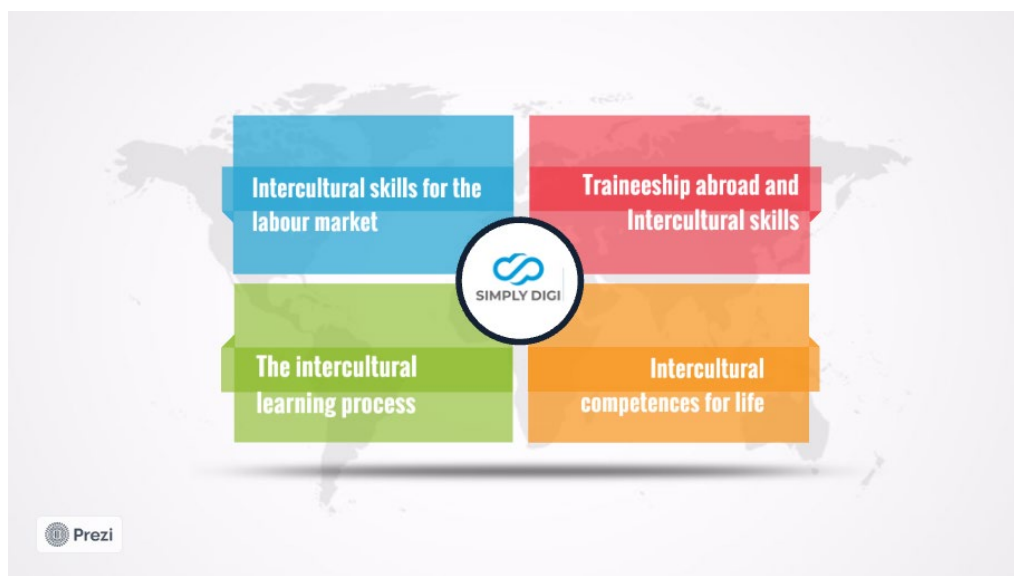 Intercultural skills for the
labour market
Traineeship abroad and
Intercultural skills
SIMPLY DIGI
The intercultural
learning process
Intercultural
competences for life
Prezi